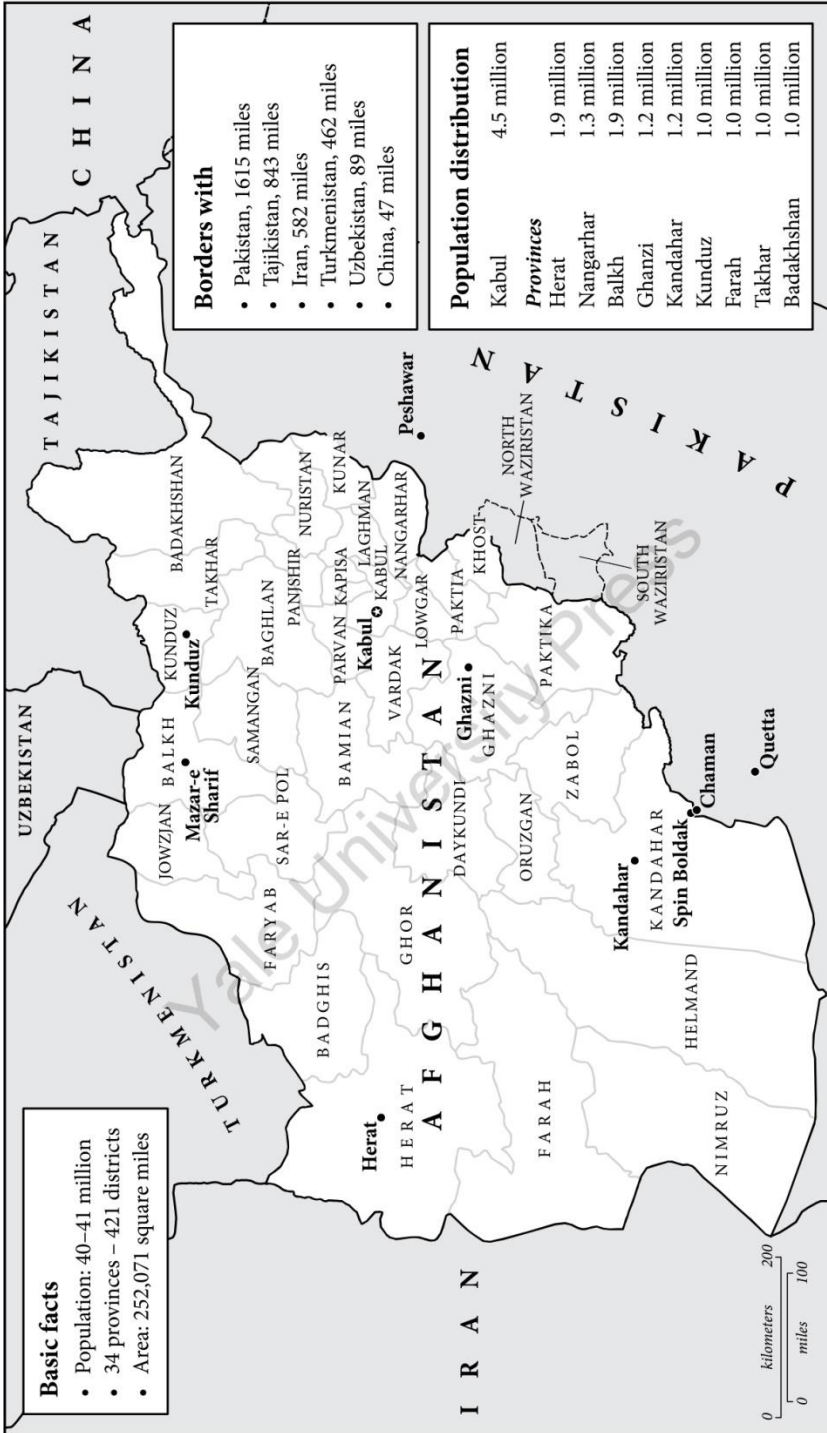 Basic facts
• Population: 40–41 million
• 34 provinces – 421 districts
• Area: 252,071 square miles
UZBEKISTAN
TAJIKISTAN
CHINA
TURKMENISTAN
Borders with
• Pakistan, 1615 miles
• Tajikistan, 843 miles
• Iran, 582 miles
• Turkmenistan, 462 miles
• Uzbekistan, 89 miles
• China, 47 miles
Population distribution
Kabul 4.5 million
Provinces
Herat 1.9 million
Nangarhar 1.3 million
Balkh 1.9 million
Ghanzi 1.2 million
Kandahar 1.2 million
Kunduz 1.0 million
Farah 1.0 million
Takhar 1.0 million
Badakhshan 1.0 million
JOWZJAN
BALKH
Mazar-e
Sharif
KUNDUZ
Kunduz
BADAKHSHAN
TAKHAR
FARYAB
SAR-E POL
SAMANGAN
BAGHLAN
PANJSHIR
NURISTAN
BADGHIS
BAMIAN
PARVAN
KAPISA
KUNAR
LAGHMAN
Kabul
KABUL
NANGARHAR
Peshawar
Herat
HERAT
GHOR
VARDAK
LOWGAR
AFGHANISTAN
DAYKUNDI
Ghazni
GHAZNI
PAKTIA
KHOST
NORTH
WAZIRISTAN
PAKISTAN
IRAN
FARAH
ORUZGAN
ZABOL
PAKTIKA
SOUTH
WAZIRISTAN
Kandahar
KANDAHAR
Spin Boldak
Chaman
Quetta
NIMRUZ
HELMAND
0 kilometers 200
0 miles 100
Yale University Press